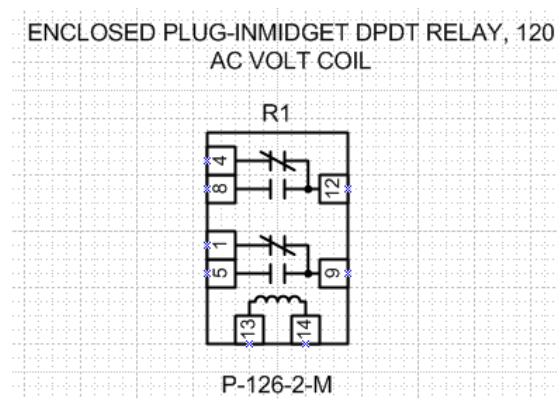 ENCLOSED PLUG-INMIDGET DPDT RELAY, 120
AC VOLT COIL
R1
4
8
12
1
5
9
13
14
P-126-2-M